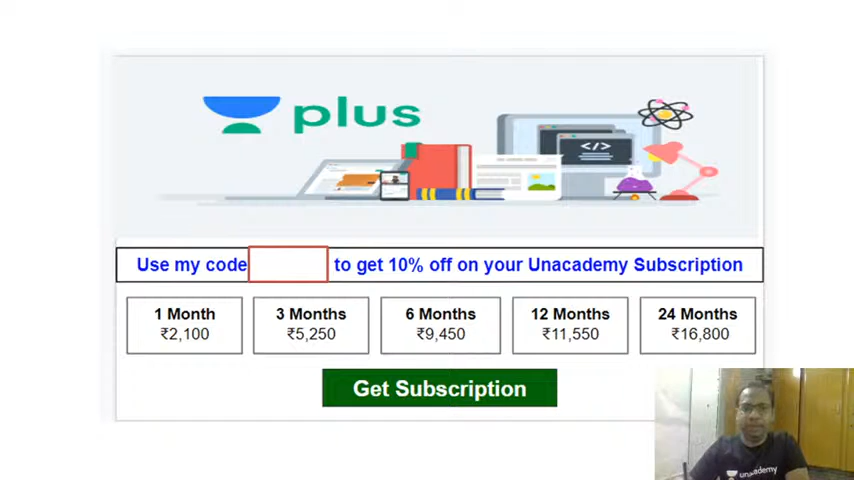 plus
</>
Use my code to get 10% off on your Unacademy Subscription
1 Month 3 Months 6 Months 12 Months 24 Months
₹2,100 ₹5,250 ₹9,450 ₹11,550 ₹16,800
Get Subscription
unacademy